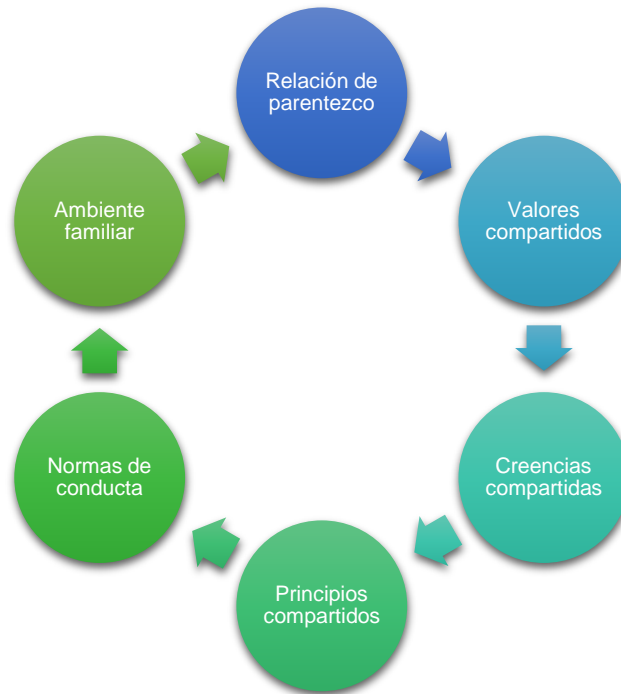 Relación de
parentezco
Valores
compartidos
Creencias
compartidas
Principios
compartidos
Normas de
conducta
Ambiente
familiar